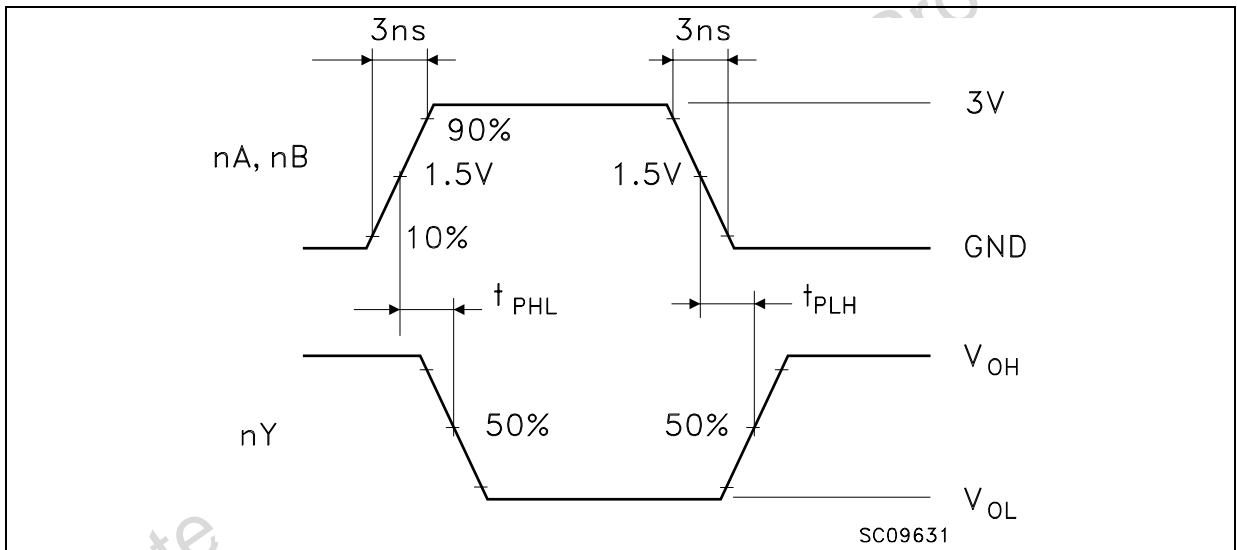 3ns 3ns
3V
90%
nA, nB
1.5V 1.5V
10%
GND
t PHL tPLH
VOH
50% 50%
nY
VOL
SC09631